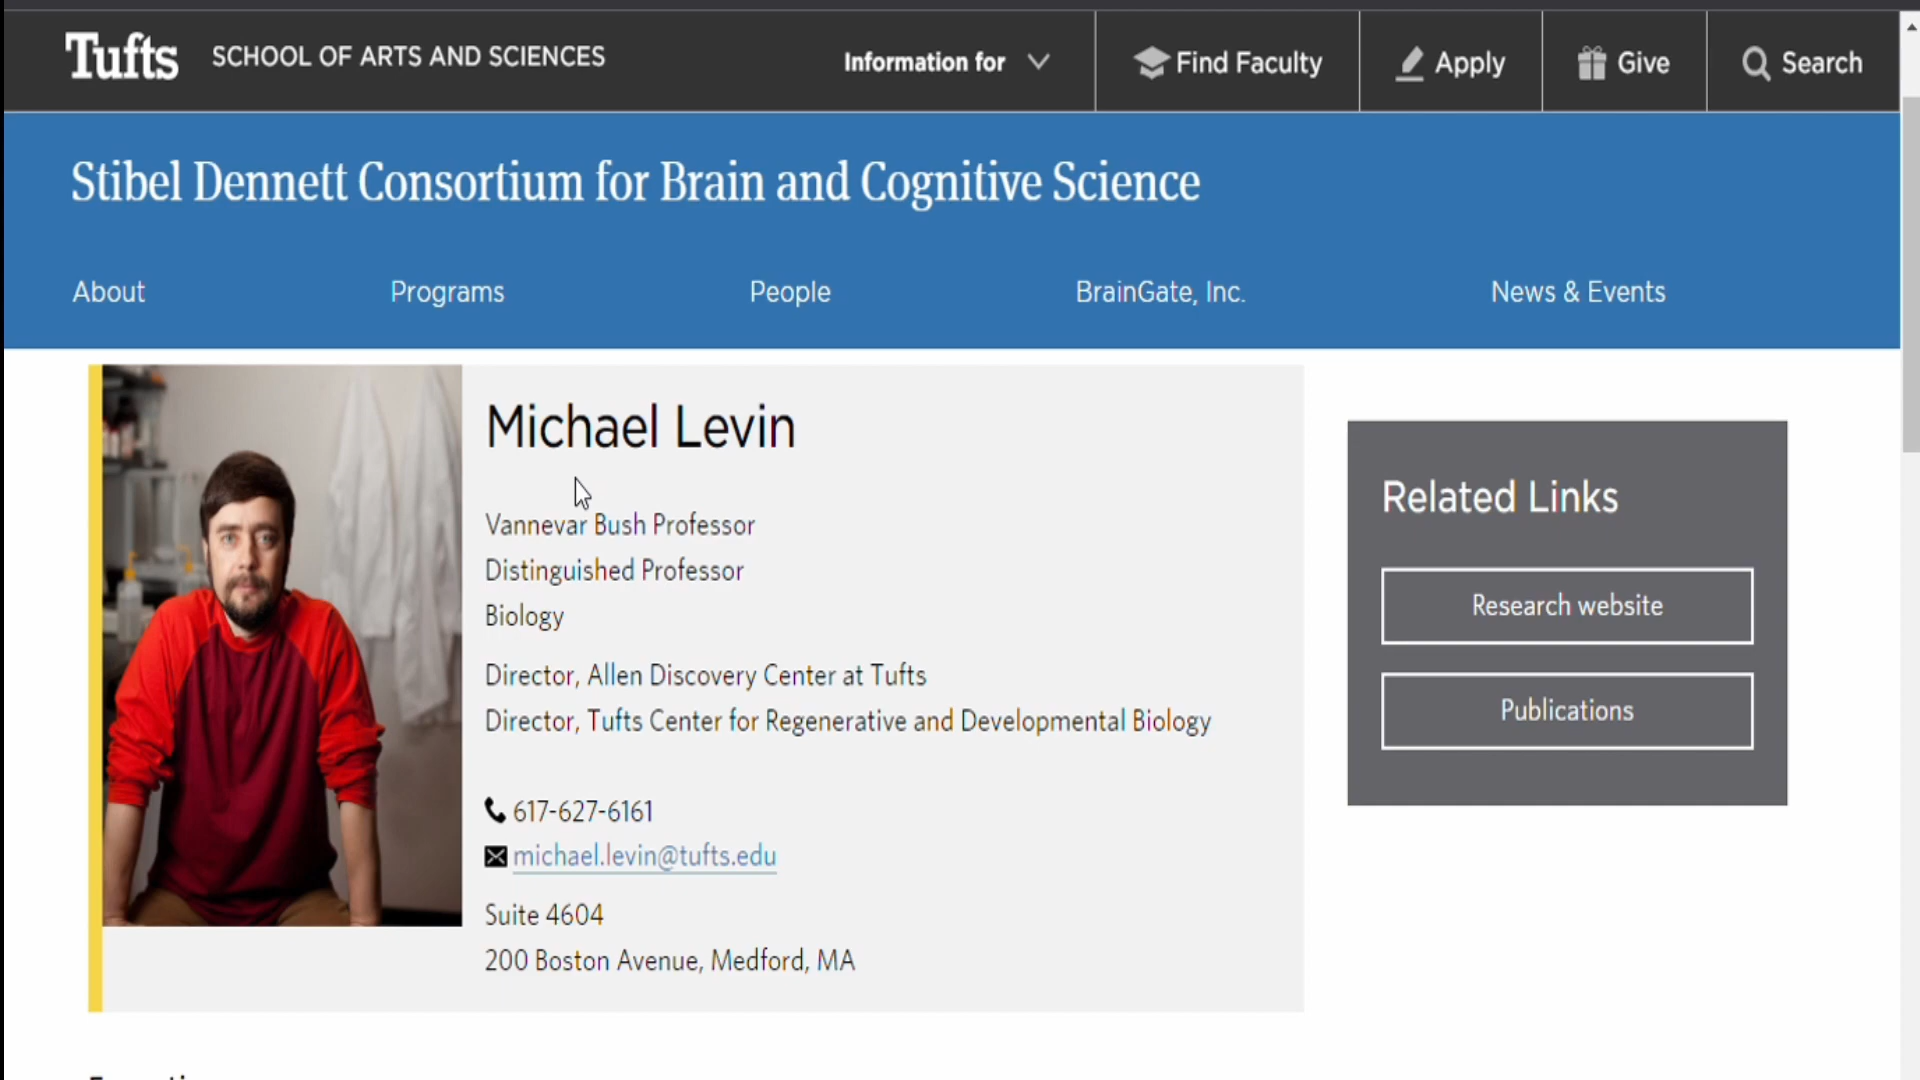 Tufts SCHOOL OF ARTS AND SCIENCES
Information for
Find Faculty
Apply
Give
Search
Stibel Dennett Consortium for Brain and Cognitive Science
About
Programs
People
BrainGate, Inc.
News & Events
Michael Levin
Vannevar Bush Professor
Distinguished Professor
Biology
Director, Allen Discovery Center at Tufts
Director, Tufts Center for Regenerative and Developmental Biology
617-627-6161
michael.levin@tufts.edu
Suite 4604
200 Boston Avenue, Medford, MA
Related Links
Research website
Publications